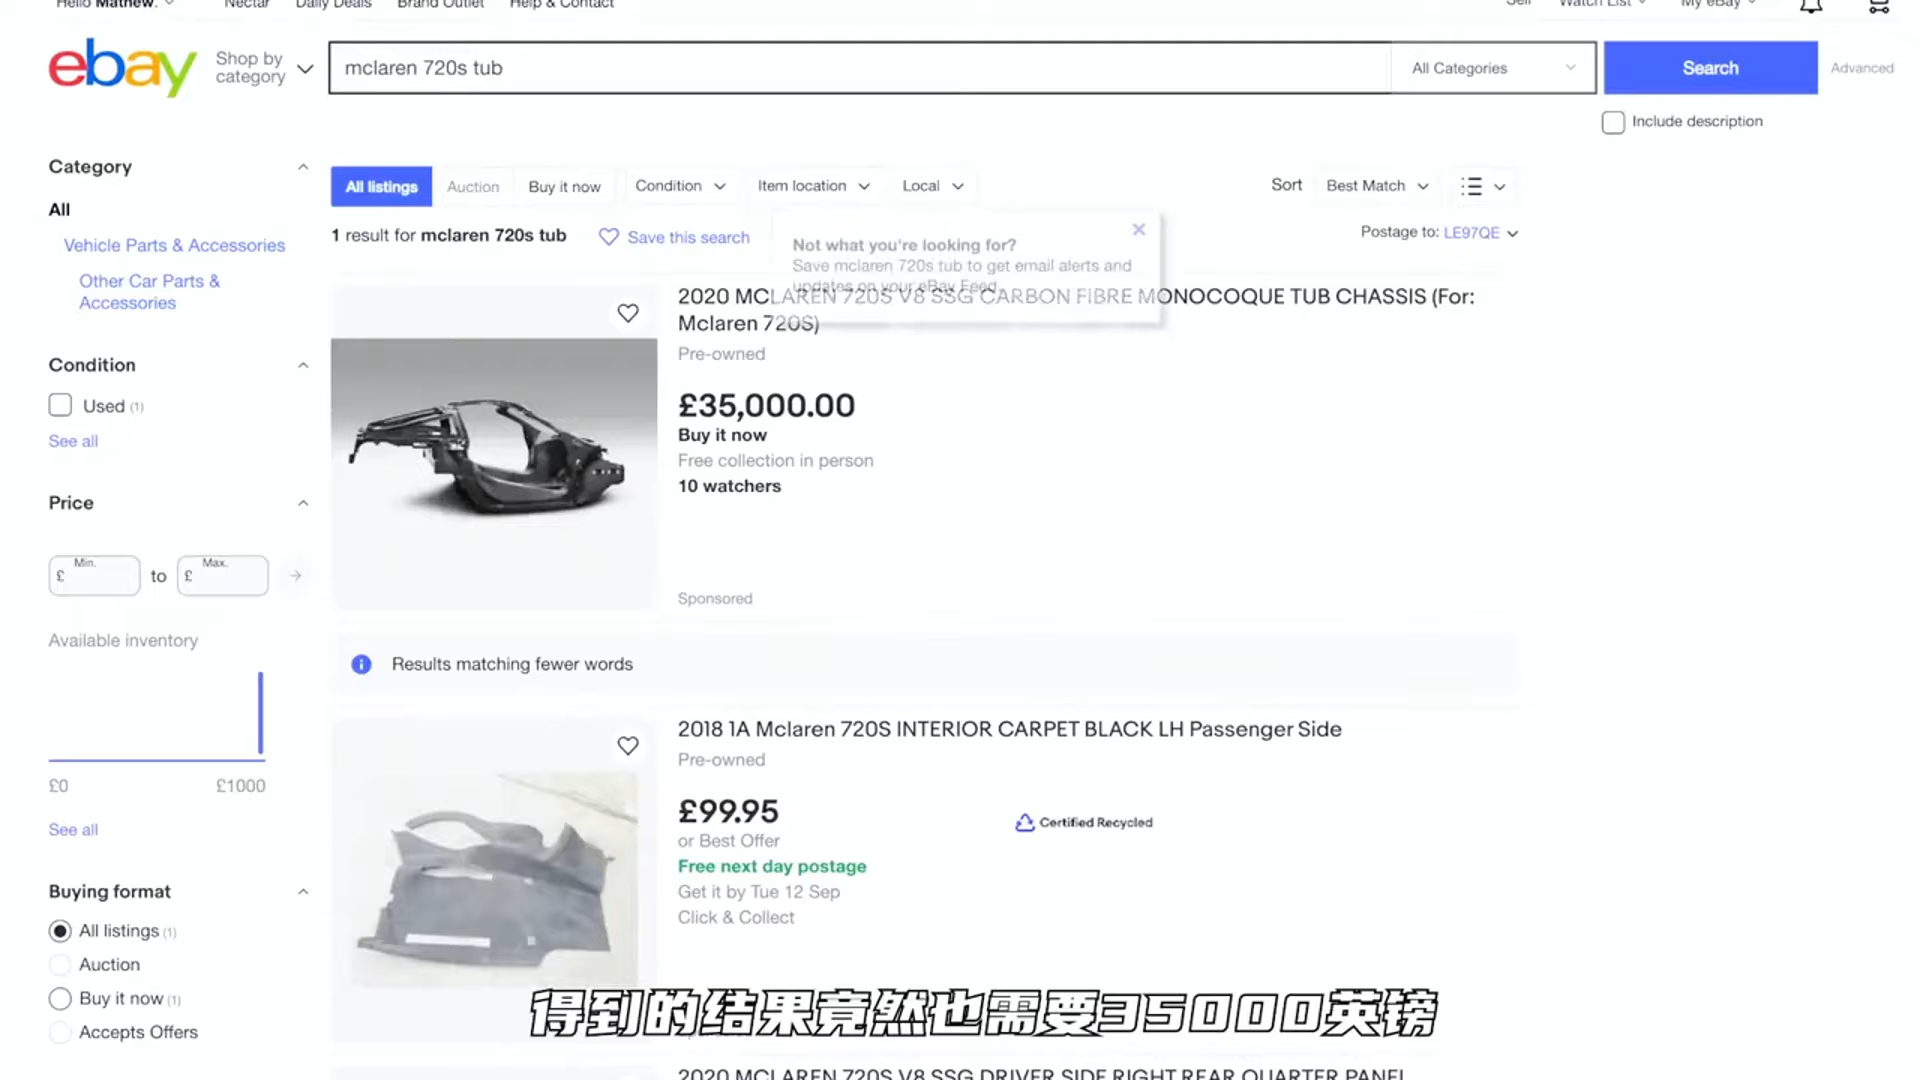 Hello Mathew.
Nectar
Daily Deals
Brand Outlet
Help & Contact
Sell
Watch List
My eBay
ebay
Shop by
category
mclaren 720s tub
All Categories
Search
Advanced
Include description
Category
All
Vehicle Parts & Accessories
Other Car Parts &
Accessories
Condition
Used (1)
See all
Price
Min.
£
to
Max.
£
Available inventory
£0
£1000
See all
Buying format
All listings (1)
Auction
Buy it now (1)
Accepts Offers
All listings
Auction
Buy it now
Condition
Item location
Local
Sort
Best Match
1 result for mclaren 720s tub
Save this search
Postage to: LE97QE
Not what you're looking for?
Save mclaren 720s tub to get email alerts and
updates on your eBay Feed.
2020 MCLAREN 720S V8 SSG CARBON FIBRE MONOCOQUE TUB CHASSIS (For:
Mclaren 720S)
Pre-owned
£35,000.00
Buy it now
Free collection in person
10 watchers
Sponsored
Results matching fewer words
2018 1A Mclaren 720S INTERIOR CARPET BLACK LH Passenger Side
Pre-owned
£99.95
or Best Offer
Free next day postage
Get it by Tue 12 Sep
Click & Collect
Certified Recycled
得到的结果竟然也需要35000英镑
2020 MCLAREN 720S V8 SSG DRIVER SIDE RIGHT REAR QUARTER PANEL